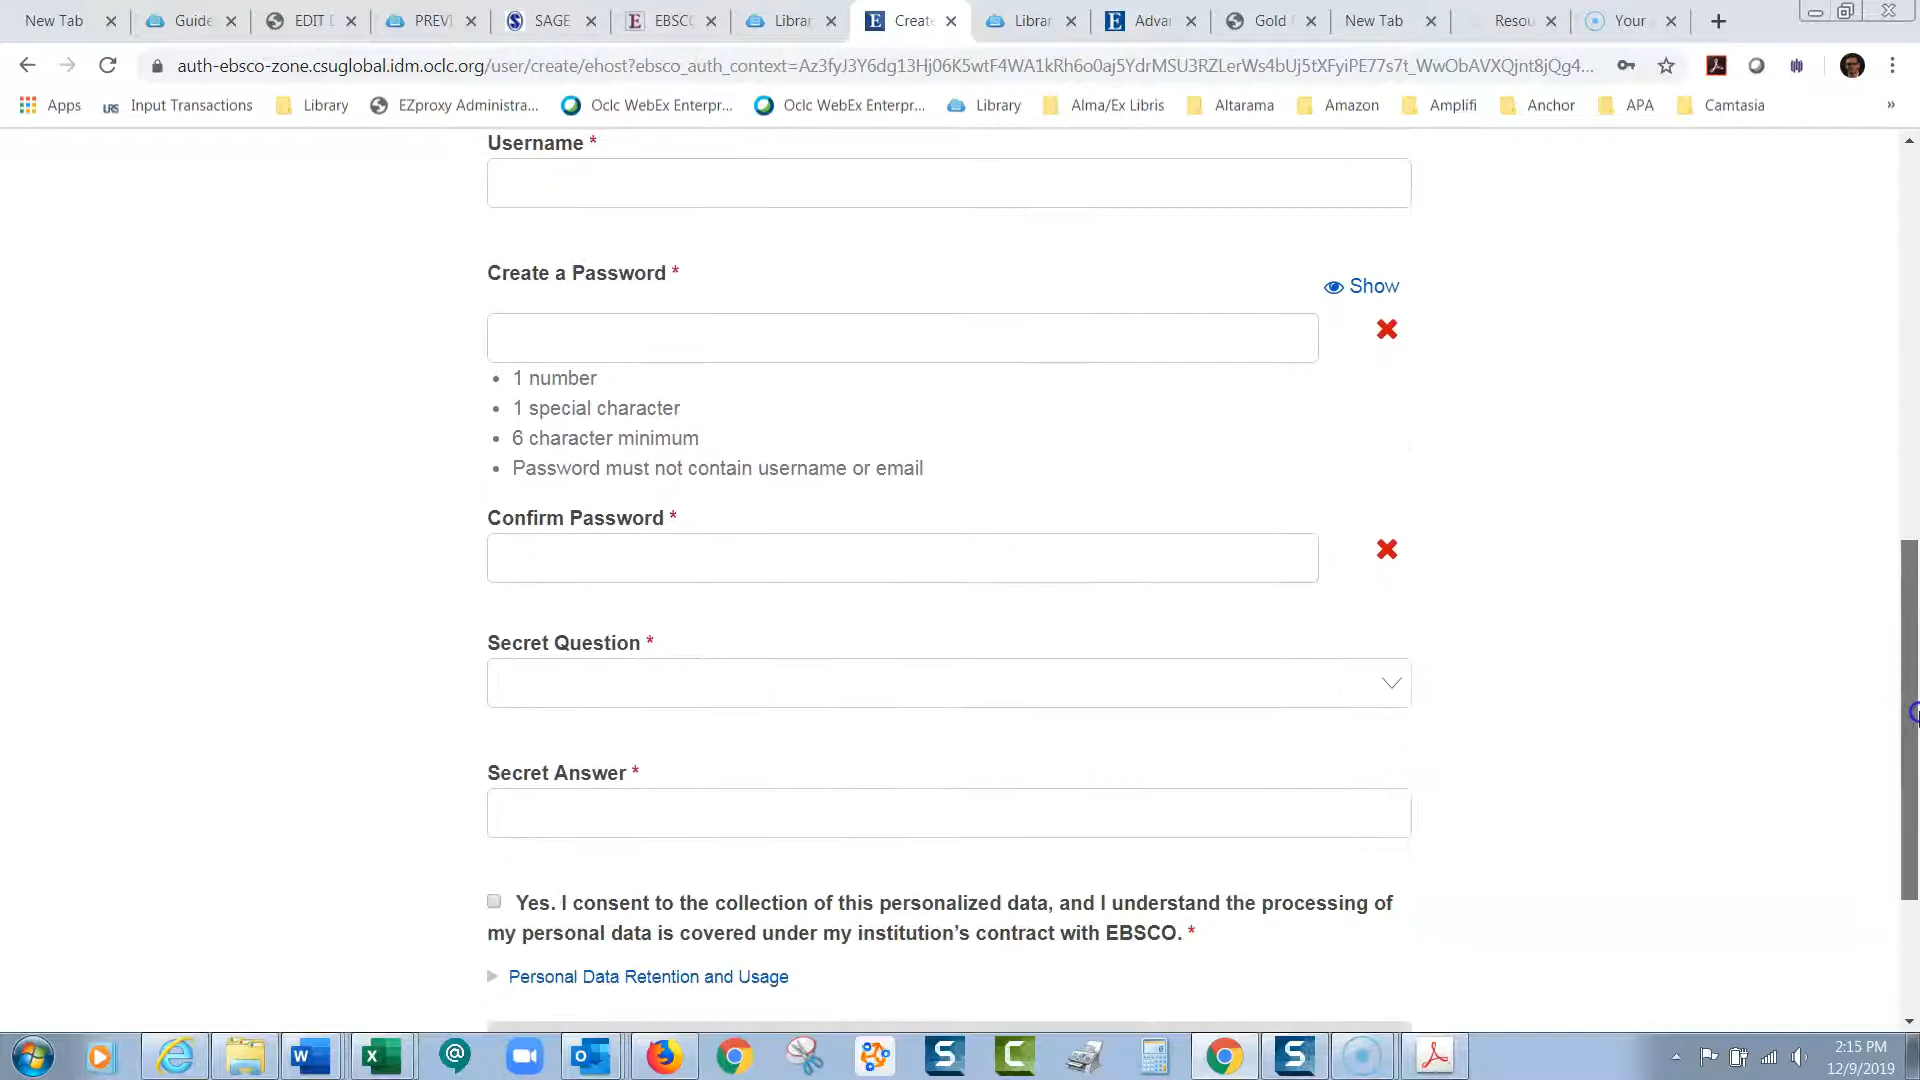 New Tab Guide EDIT D PREVI SAGE EBSCO Librar Create Librar Advan Gold New Tab Resou Your
auth-ebsco-zone.csuglobal.idm.oclc.org/user/create/ehost?ebsco_auth_context=Az3fyJ3Y6dg13Hj06K5wtF4WA1kRh6o0aj5YdrMSU3RZLerWs4bUj5tXFyiPE77s7t_WwObAVXQjnt8jQg4...
Apps LRS Input Transactions Library EZproxy Administra... Oclc WebEx Enterpr... Oclc WebEx Enterpr... Library Alma/Ex Libris Altarama Amazon Amplifi Anchor APA Camtasia »
Username *
Create a Password *
Show
• 1 number
• 1 special character
• 6 character minimum
• Password must not contain username or email
Confirm Password *
Secret Question *
Secret Answer *
Yes. I consent to the collection of this personalized data, and I understand the processing of
my personal data is covered under my institution’s contract with EBSCO. *
Personal Data Retention and Usage
2:15 PM
12/9/2019